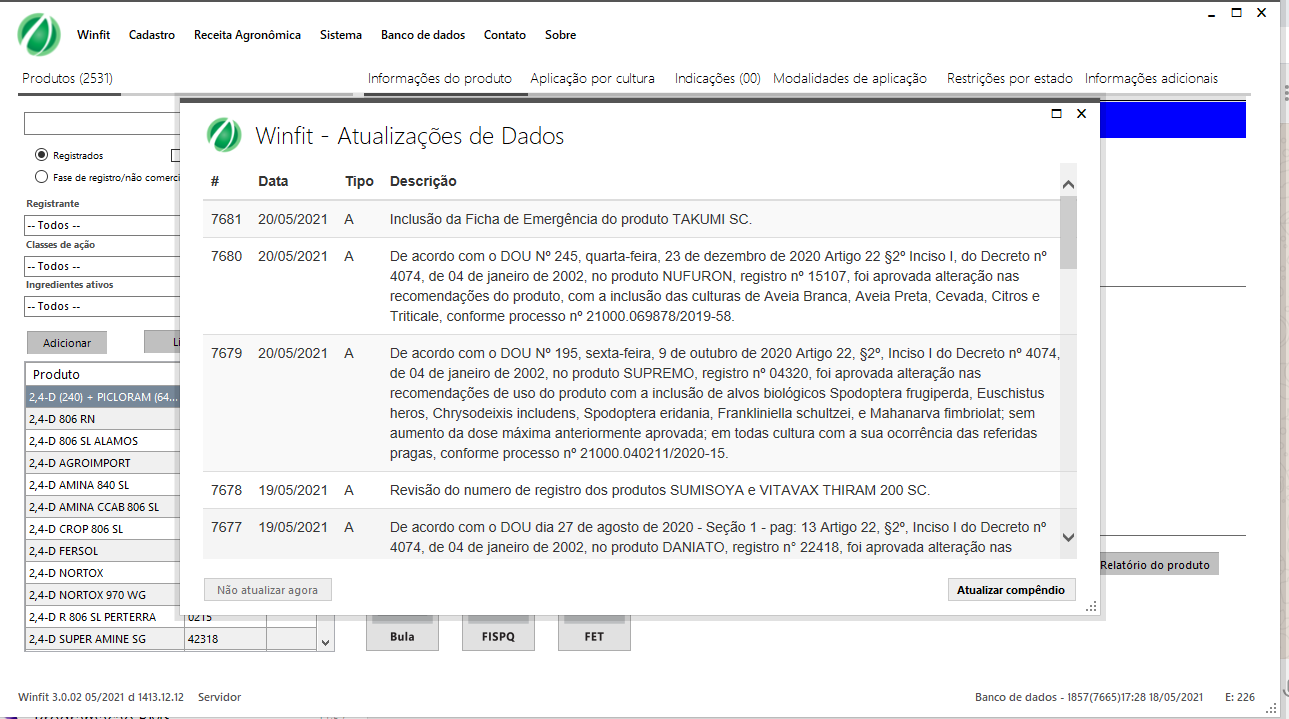 Winfit Cadastro Receita Agronômica Sistema Banco de dados Contato Sobre
Produtos (2531) Informações do produto Aplicação por cultura Indicações (00) Modalidades de aplicação Restrições por estado Informações adicionais
Winfit - Atualizações de Dados
Registrados
Fase de registro/não comerci
Registrante
-- Todos --
Classes de ação
-- Todos --
Ingredientes ativos
-- Todos --
Adicionar Li
Produto
2,4-D (240) + PICLORAM (64...
2,4-D 806 RN
2,4-D 806 SL ALAMOS
2,4-D AGROIMPORT
2,4-D AMINA 840 SL
2,4-D AMINA CCAB 806 SL
2,4-D CROP 806 SL
2,4-D FERSOL
2,4-D NORTOX
2,4-D NORTOX 970 WG
2,4-D R 806 SL PERTERRA 0215
2,4-D SUPER AMINE SG 42318
# Data Tipo Descrição
7681 20/05/2021 A Inclusão da Ficha de Emergência do produto TAKUMI SC.
7680 20/05/2021 A De acordo com o DOU Nº 245, quarta-feira, 23 de dezembro de 2020 Artigo 22 §2º Inciso I, do Decreto nº
4074, de 04 de janeiro de 2002, no produto NUFURON, registro nº 15107, foi aprovada alteração nas
recomendações do produto, com a inclusão das culturas de Aveia Branca, Aveia Preta, Cevada, Citros e
Triticale, conforme processo nº 21000.069878/2019-58.
7679 20/05/2021 A De acordo com o DOU Nº 195, sexta-feira, 9 de outubro de 2020 Artigo 22, §2º, Inciso I do Decreto nº 4074,
de 04 de janeiro de 2002, no produto SUPREMO, registro nº 04320, foi aprovada alteração nas
recomendações de uso do produto com a inclusão de alvos biológicos Spodoptera frugiperda, Euschistus
heros, Chrysodeixis includens, Spodoptera eridania, Frankliniella schultzei, e Mahanarva fimbriolat; sem
aumento da dose máxima anteriormente aprovada; em todas cultura com a sua ocorrência das referidas
pragas, conforme processo nº 21000.040211/2020-15.
7678 19/05/2021 A Revisão do numero de registro dos produtos SUMISOYA e VITAVAX THIRAM 200 SC.
7677 19/05/2021 A De acordo com o DOU dia 27 de agosto de 2020 - Seção 1 - pag: 13 Artigo 22, §2º, Inciso I do Decreto nº
4074, de 04 de janeiro de 2002, no produto DANIATO, registro n° 22418, foi aprovada alteração nas
Não atualizar agora Atualizar compêndio
Relatório do produto
Bula FISPQ FET
Winfit 3.0.02 05/2021 d 1413.12.12 Servidor Banco de dados - 1857(7665)17:28 18/05/2021 E: 226